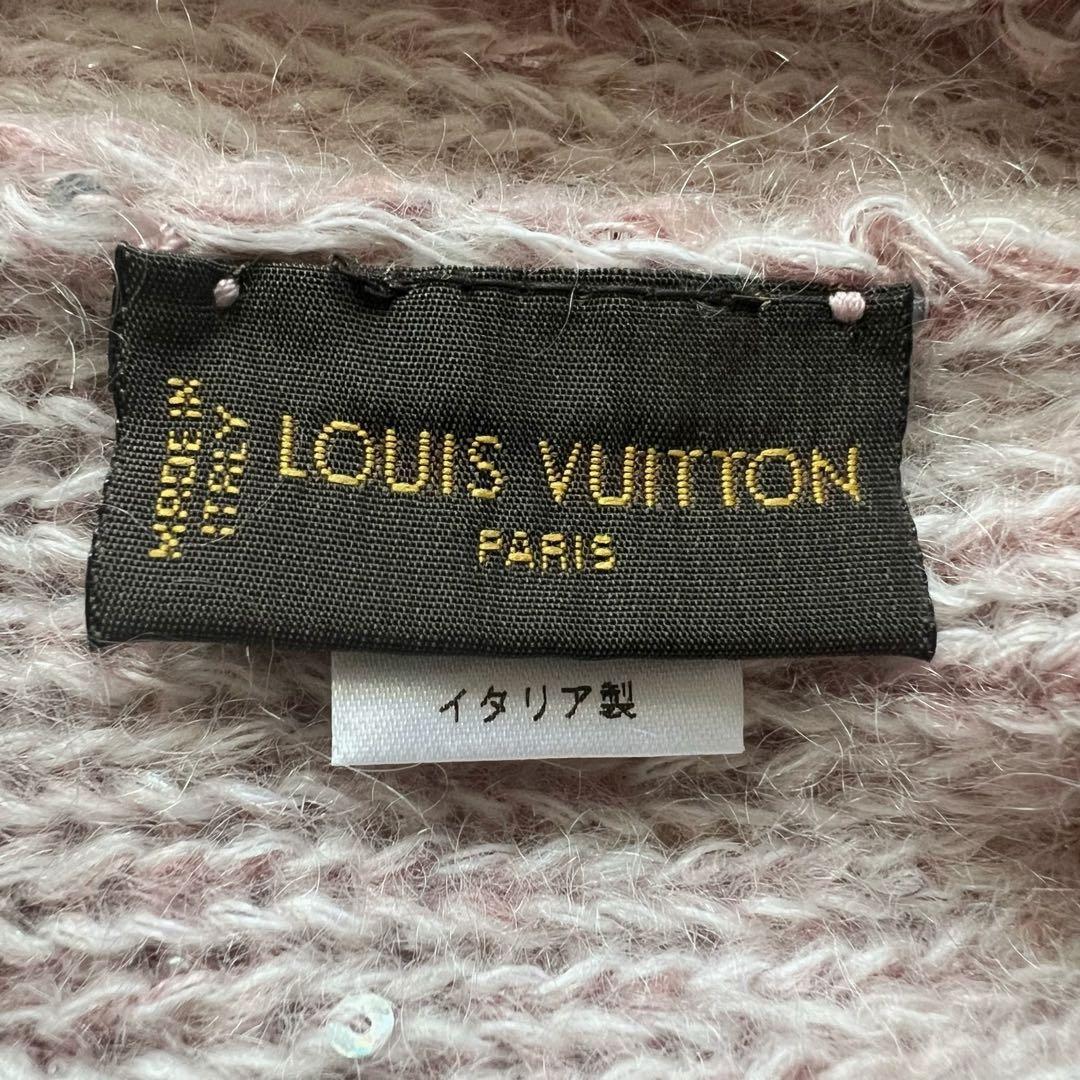 MADE IN
ITALY
LOUIS VUITTON
PARIS
イタリア製